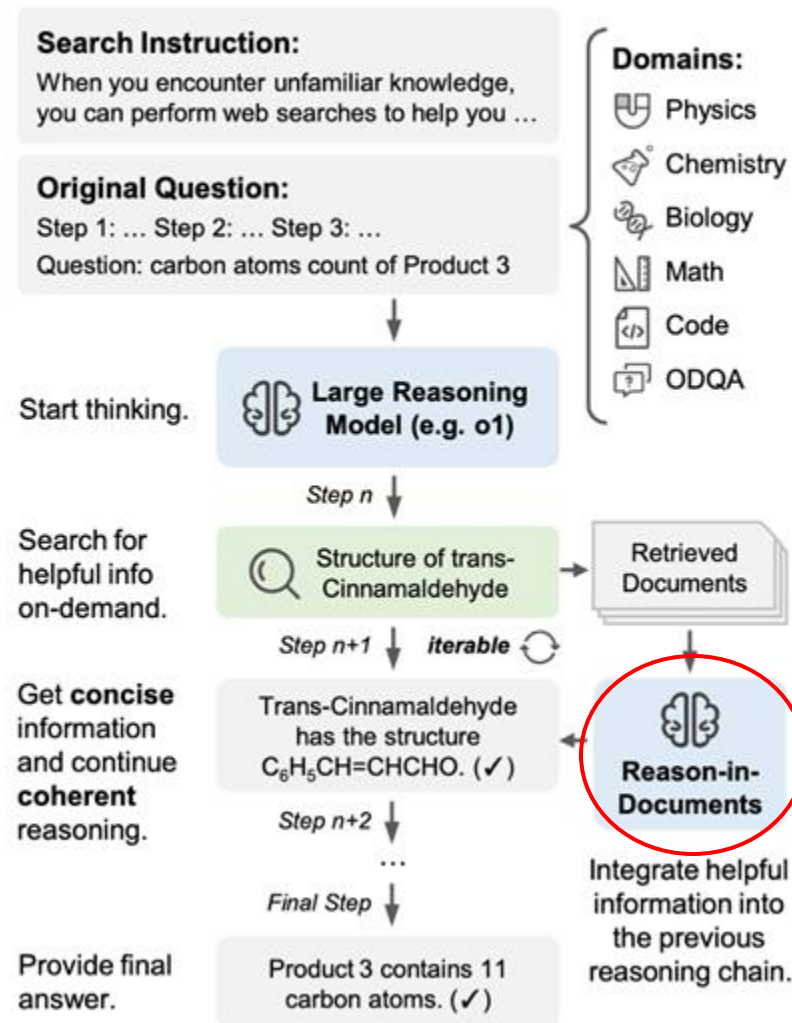 Search Instruction:
When you encounter unfamiliar knowledge,
you can perform web searches to help you …
Original Question:
Step 1: … Step 2: … Step 3: …
Question: carbon atoms count of Product 3
Domains:
Physics
Chemistry
Biology
Math
Code
ODQA
Start thinking.
Large Reasoning
Model (e.g. o1)
Step n
Search for
helpful info
on-demand.
Structure of trans-
Cinnamaldehyde
Retrieved
Documents
Step n+1
iterable
Get concise
information
and continue
coherent
reasoning.
Trans-Cinnamaldehyde
has the structure
C₆H₅CH=CHCHO. (✓)
Reason-in-
Documents
Integrate helpful
information into
the previous
reasoning chain.
Step n+2
…
Final Step
Provide final
answer.
Product 3 contains 11
carbon atoms. (✓)